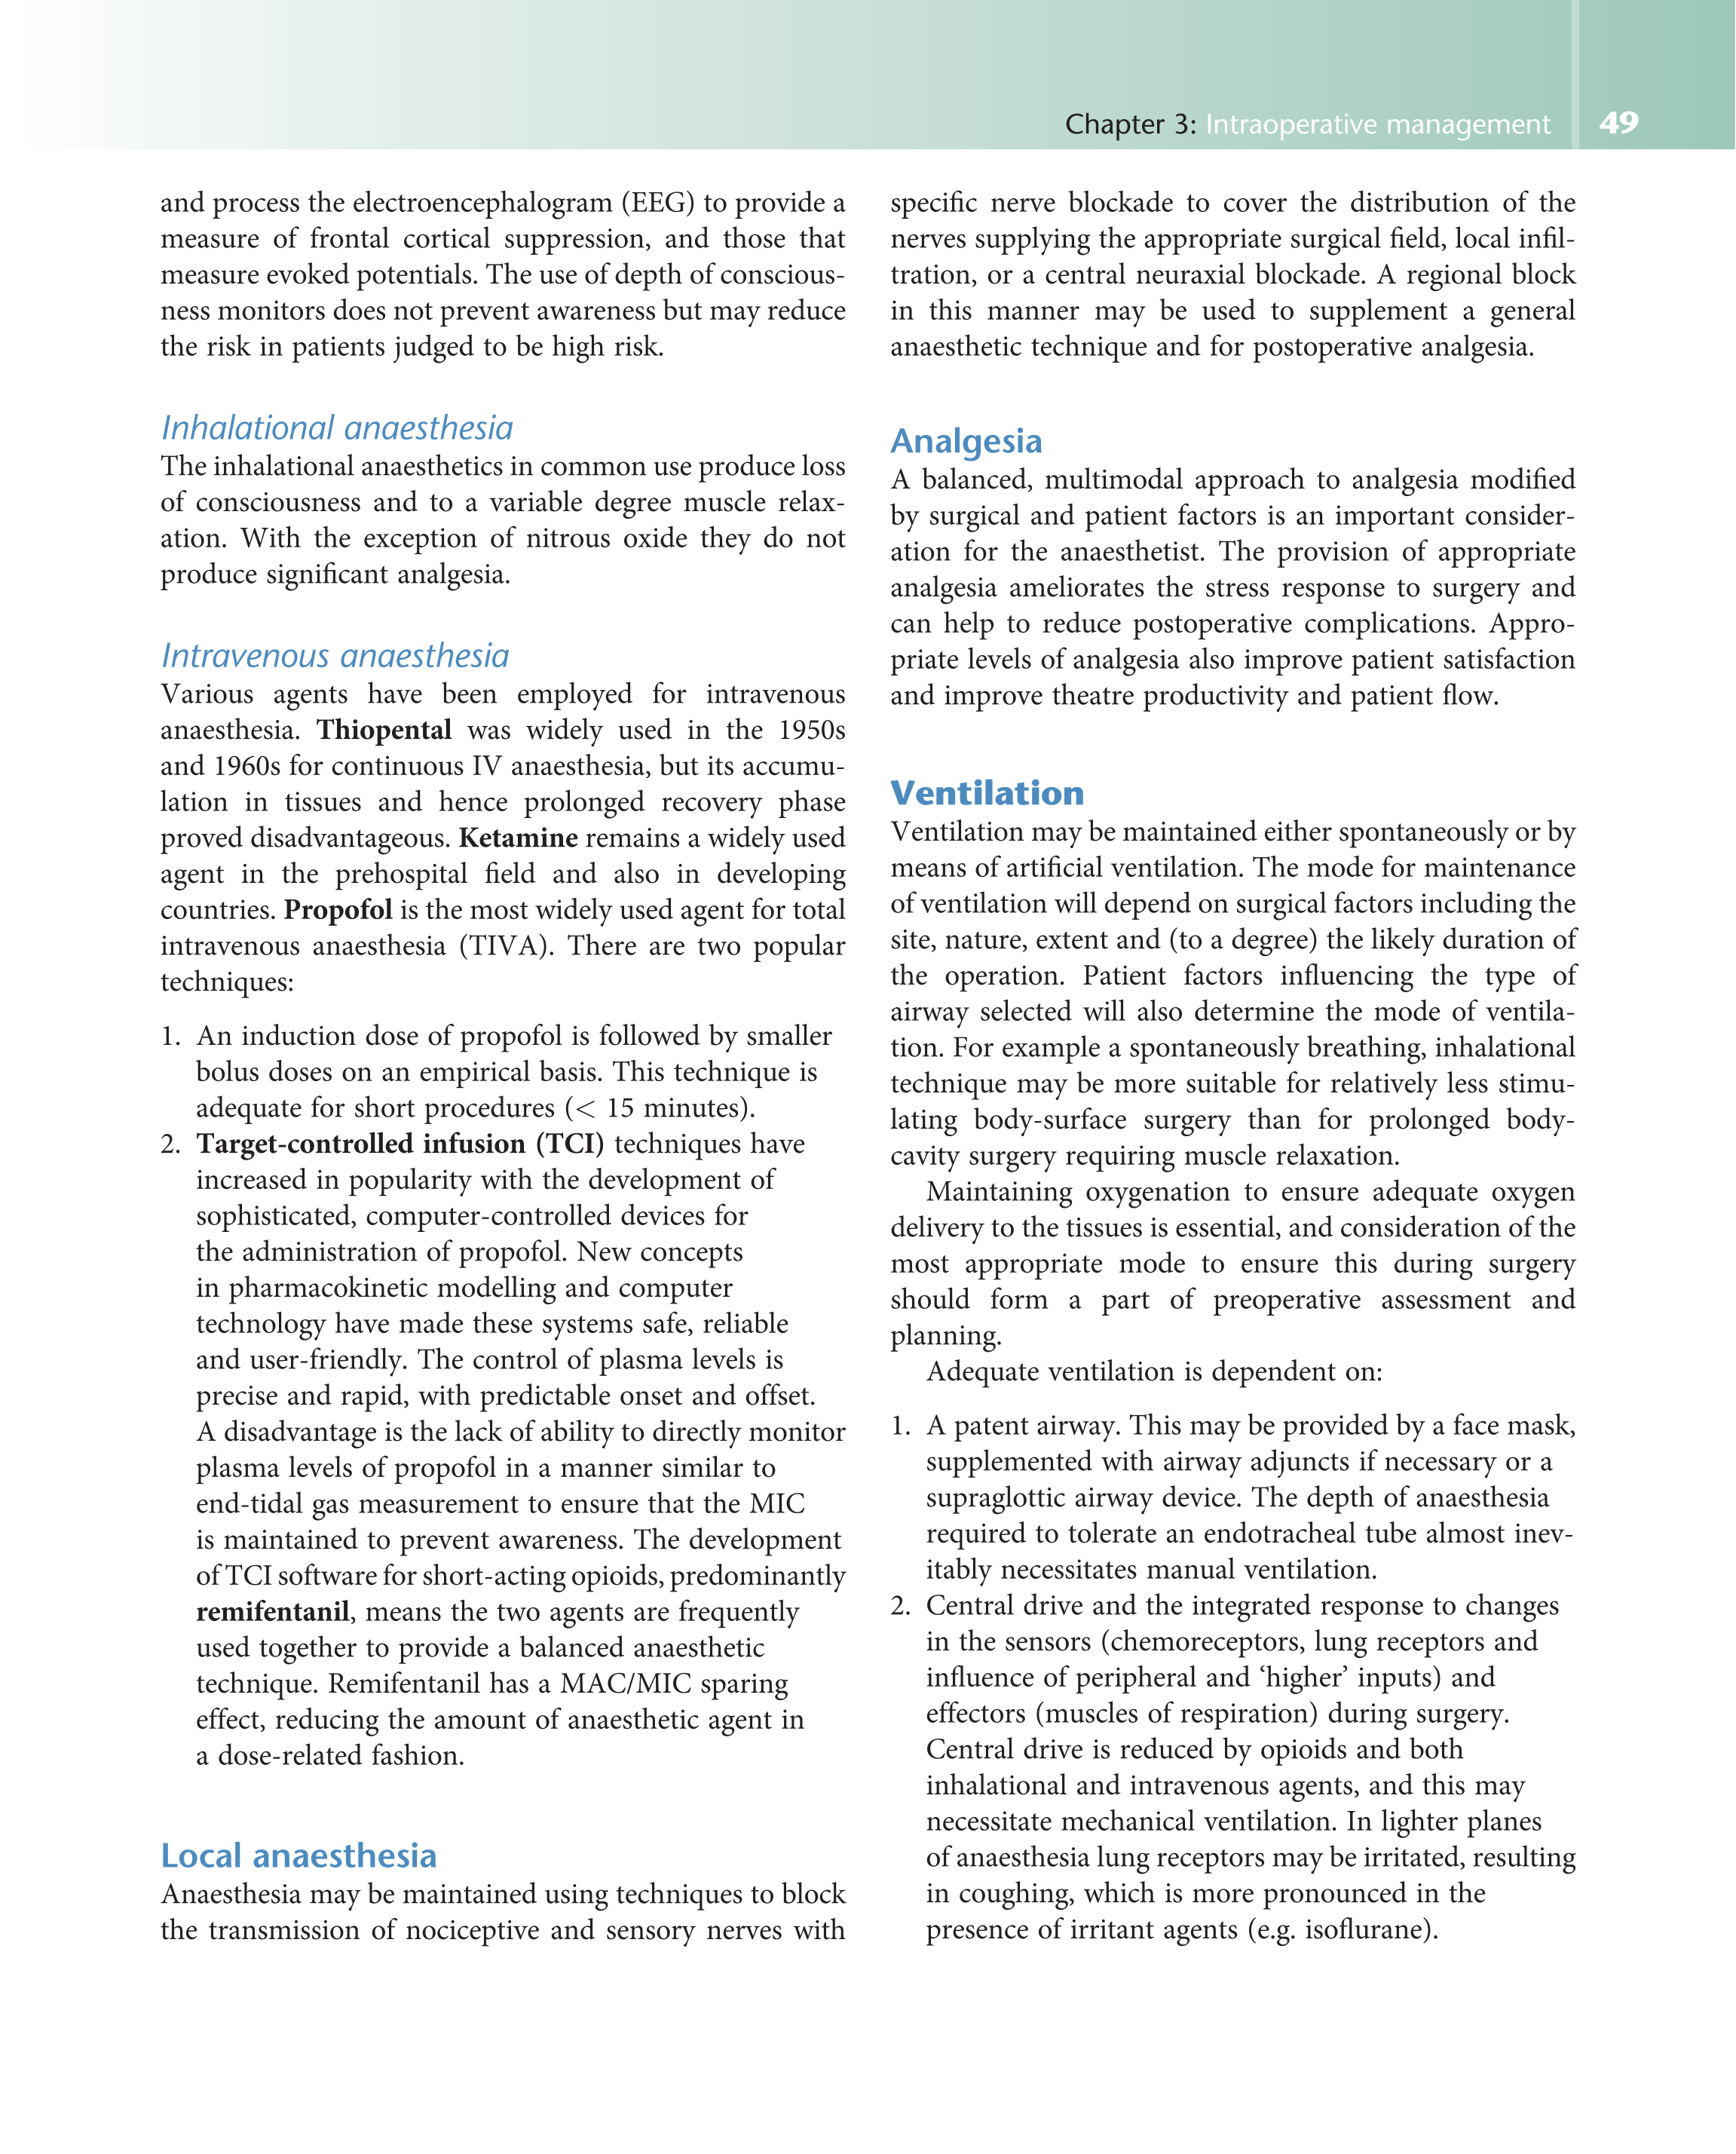 Chapter 3: Intraoperative management 49
and process the electroencephalogram (EEG) to provide a
measure of frontal cortical suppression, and those that
measure evoked potentials. The use of depth of conscious-
ness monitors does not prevent awareness but may reduce
the risk in patients judged to be high risk.
Inhalational anaesthesia
The inhalational anaesthetics in common use produce loss
of consciousness and to a variable degree muscle relax-
ation. With the exception of nitrous oxide they do not
produce significant analgesia.
Intravenous anaesthesia
Various agents have been employed for intravenous
anaesthesia. Thiopental was widely used in the 1950s
and 1960s for continuous IV anaesthesia, but its accumu-
lation in tissues and hence prolonged recovery phase
proved disadvantageous. Ketamine remains a widely used
agent in the prehospital field and also in developing
countries. Propofol is the most widely used agent for total
intravenous anaesthesia (TIVA). There are two popular
techniques:
1. An induction dose of propofol is followed by smaller
bolus doses on an empirical basis. This technique is
adequate for short procedures (< 15 minutes).
2. Target-controlled infusion (TCI) techniques have
increased in popularity with the development of
sophisticated, computer-controlled devices for
the administration of propofol. New concepts
in pharmacokinetic modelling and computer
technology have made these systems safe, reliable
and user-friendly. The control of plasma levels is
precise and rapid, with predictable onset and offset.
A disadvantage is the lack of ability to directly monitor
plasma levels of propofol in a manner similar to
end-tidal gas measurement to ensure that the MIC
is maintained to prevent awareness. The development
of TCI software for short-acting opioids, predominantly
remifentanil, means the two agents are frequently
used together to provide a balanced anaesthetic
technique. Remifentanil has a MAC/MIC sparing
effect, reducing the amount of anaesthetic agent in
a dose-related fashion.
Local anaesthesia
Anaesthesia may be maintained using techniques to block
the transmission of nociceptive and sensory nerves with
specific nerve blockade to cover the distribution of the
nerves supplying the appropriate surgical field, local infil-
tration, or a central neuraxial blockade. A regional block
in this manner may be used to supplement a general
anaesthetic technique and for postoperative analgesia.
Analgesia
A balanced, multimodal approach to analgesia modified
by surgical and patient factors is an important consider-
ation for the anaesthetist. The provision of appropriate
analgesia ameliorates the stress response to surgery and
can help to reduce postoperative complications. Appro-
priate levels of analgesia also improve patient satisfaction
and improve theatre productivity and patient flow.
Ventilation
Ventilation may be maintained either spontaneously or by
means of artificial ventilation. The mode for maintenance
of ventilation will depend on surgical factors including the
site, nature, extent and (to a degree) the likely duration of
the operation. Patient factors influencing the type of
airway selected will also determine the mode of ventila-
tion. For example a spontaneously breathing, inhalational
technique may be more suitable for relatively less stimu-
lating body-surface surgery than for prolonged body-
cavity surgery requiring muscle relaxation.
Maintaining oxygenation to ensure adequate oxygen
delivery to the tissues is essential, and consideration of the
most appropriate mode to ensure this during surgery
should form a part of preoperative assessment and
planning.
Adequate ventilation is dependent on:
1. A patent airway. This may be provided by a face mask,
supplemented with airway adjuncts if necessary or a
supraglottic airway device. The depth of anaesthesia
required to tolerate an endotracheal tube almost inev-
itably necessitates manual ventilation.
2. Central drive and the integrated response to changes
in the sensors (chemoreceptors, lung receptors and
influence of peripheral and ‘higher’ inputs) and
effectors (muscles of respiration) during surgery.
Central drive is reduced by opioids and both
inhalational and intravenous agents, and this may
necessitate mechanical ventilation. In lighter planes
of anaesthesia lung receptors may be irritated, resulting
in coughing, which is more pronounced in the
presence of irritant agents (e.g. isoflurane).